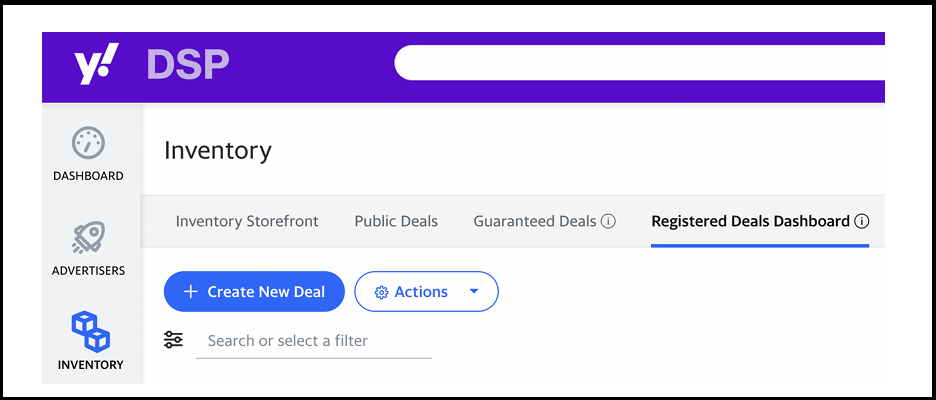 y! DSP
Inventory
DASHBOARD
Inventory Storefront Public Deals Guaranteed Deals Registered Deals Dashboard
ADVERTISERS
+ Create New Deal Actions
Search or select a filter
INVENTORY